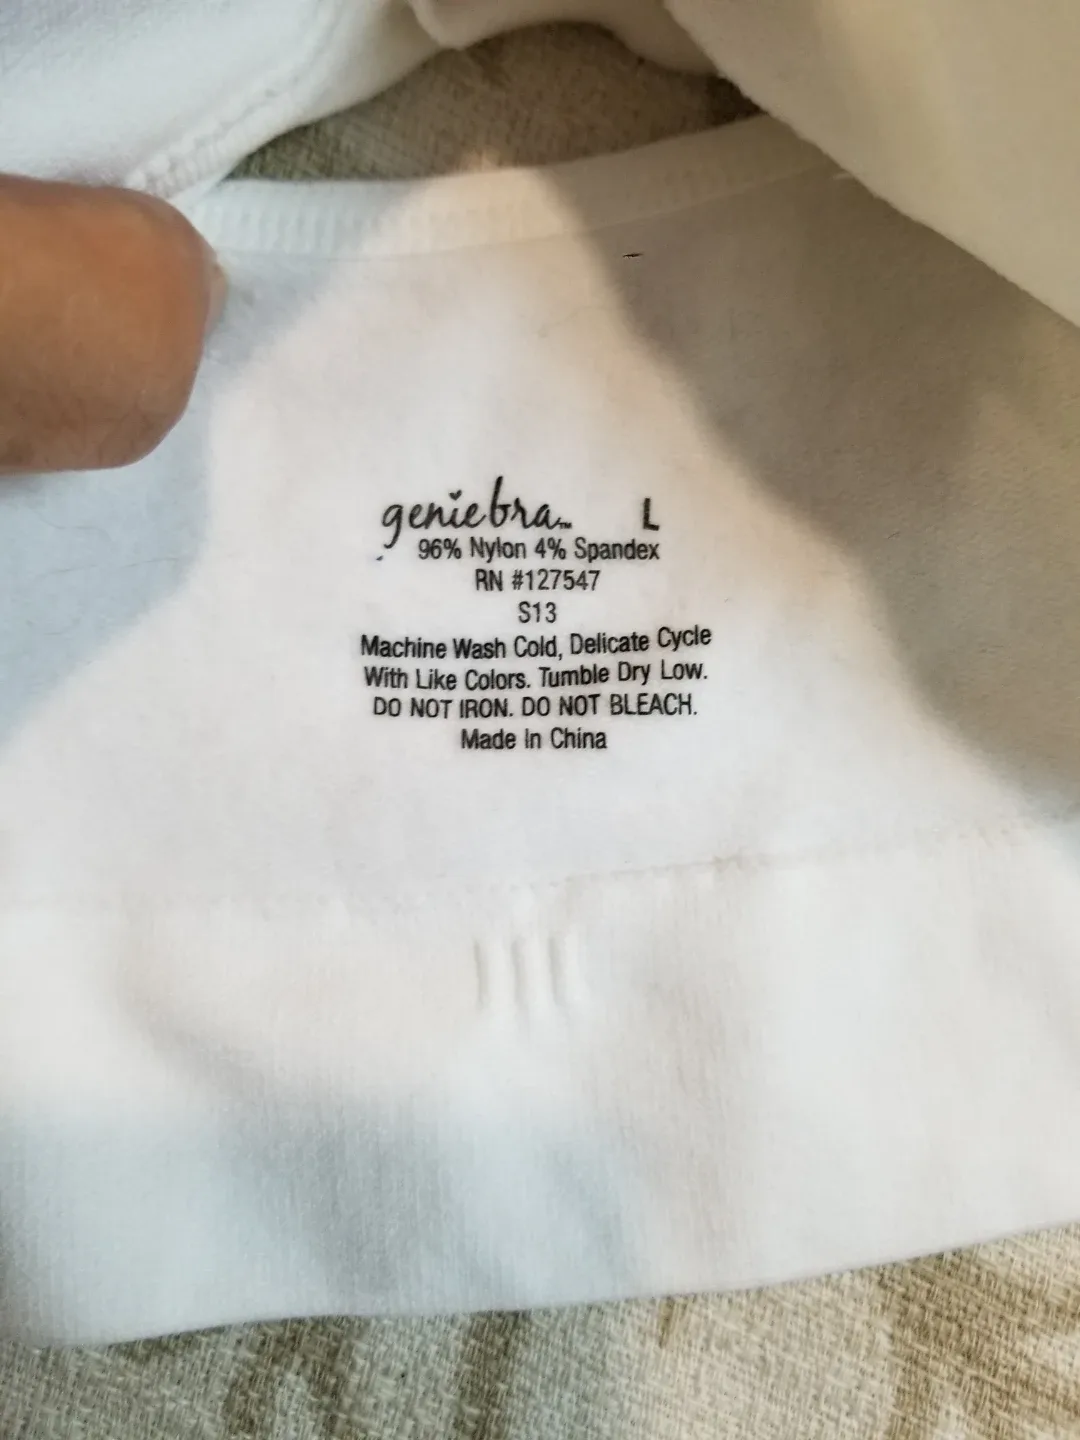 geniebra™ L
96% Nylon 4% Spandex
RN #127547
S13
Machine Wash Cold, Delicate Cycle
With Like Colors. Tumble Dry Low.
DO NOT IRON. DO NOT BLEACH.
Made In China